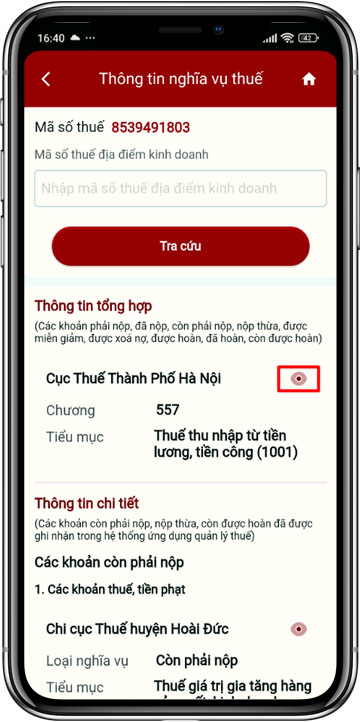 16:40
42
Thông tin nghĩa vụ thuế
Mã số thuế 8539491803
Mã số thuế địa điểm kinh doanh
Nhập mã số thuế địa điểm kinh doanh
Tra cứu
Thông tin tổng hợp
(Các khoản phải nộp, đã nộp, còn phải nộp, nộp thừa, được
miễn giảm, được xoá nợ, được hoàn, đã hoàn, còn được hoàn)
Cục Thuế Thành Phố Hà Nội
Chương 557
Tiểu mục Thuế thu nhập từ tiền
lương, tiền công (1001)
Thông tin chi tiết
(Các khoản còn phải nộp, nộp thừa, còn được hoàn đã được
ghi nhận trong hệ thống ứng dụng quản lý thuế)
Các khoản còn phải nộp
1. Các khoản thuế, tiền phạt
Chi cục Thuế huyện Hoài Đức
Loại nghĩa vụ Còn phải nộp
Tiểu mục Thuế giá trị gia tăng hàng